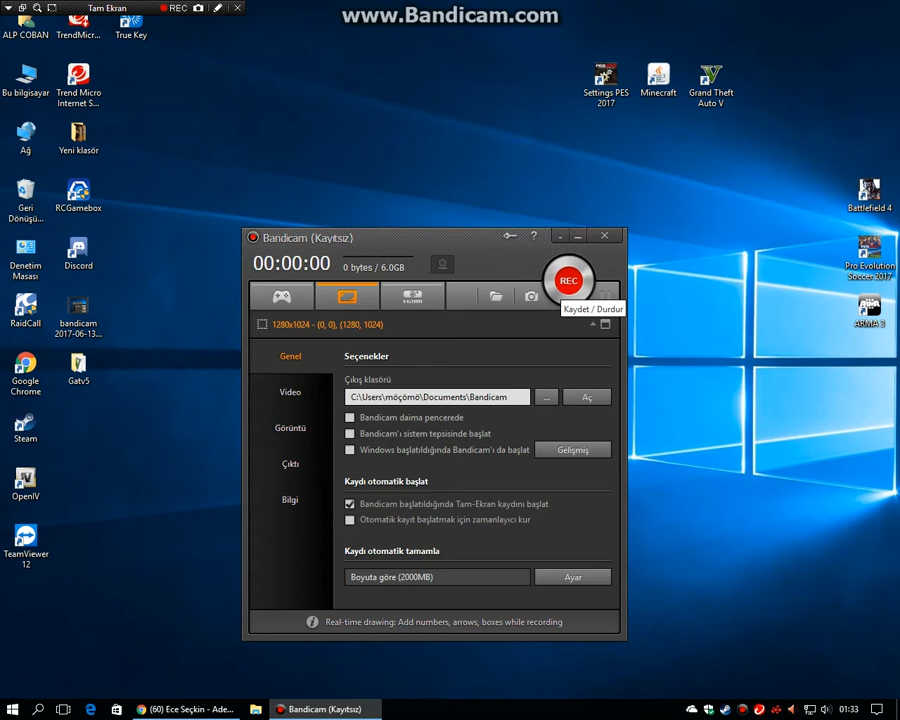 www.Bandicam.com
Tam Ekran
REC
ALP COBAN
TrendMicr...
True Key
Bu bilgisayar
Trend Micro
Internet S...
Settings PES
2017
Minecraft
Grand Theft
Auto V
Ağ
Yeni klasör
Geri
Dönüşü...
RCGamebox
Battlefield 4
Denetim
Masası
Discord
Pro Evolution
Soccer 2017
RaidCall
bandicam
2017-06-13...
ARMA 3
Google
Chrome
Gatv5
Steam
OpenIV
TeamViewer
12
Bandicam (Kayıtsız)
?
00:00:00
0 bytes / 6.0GB
REC
HDMI
Kaydet / Durdur
1280x1024 - (0, 0), (1280, 1024)
Genel
Video
Görüntü
Çıktı
Bilgi
Seçenekler
Çıkış klasörü
C:\Users\möçömö\Documents\Bandicam
...
Aç
Bandicam daima pencerede
Bandicam'ı sistem tepsisinde başlat
Windows başlatıldığında Bandicam'ı da başlat
Gelişmiş
Kaydı otomatik başlat
Bandicam başlatıldığında Tam-Ekran kaydını başlat
Otomatik kayıt başlatmak için zamanlayıcı kur
Kaydı otomatik tamamla
Boyuta göre (2000MB)
Ayar
Real-time drawing: Add numbers, arrows, boxes while recording
(60) Ece Seçkin - Ade...
Bandicam (Kayıtsız)
01:33